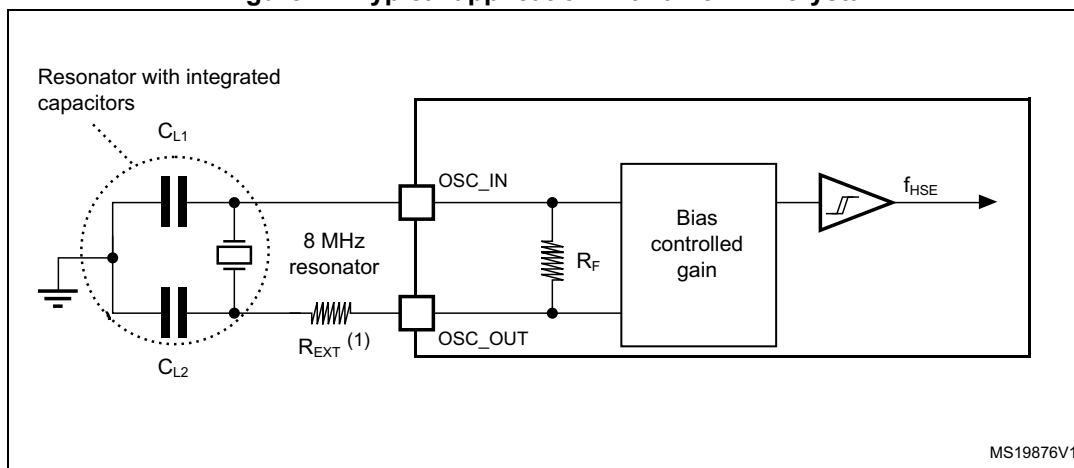 Resonator with integrated
capacitors
CL1
OSC_IN
fHSE
8 MHz
resonator
RF
Bias
controlled
gain
REXT (1)
OSC_OUT
CL2
MS19876V1